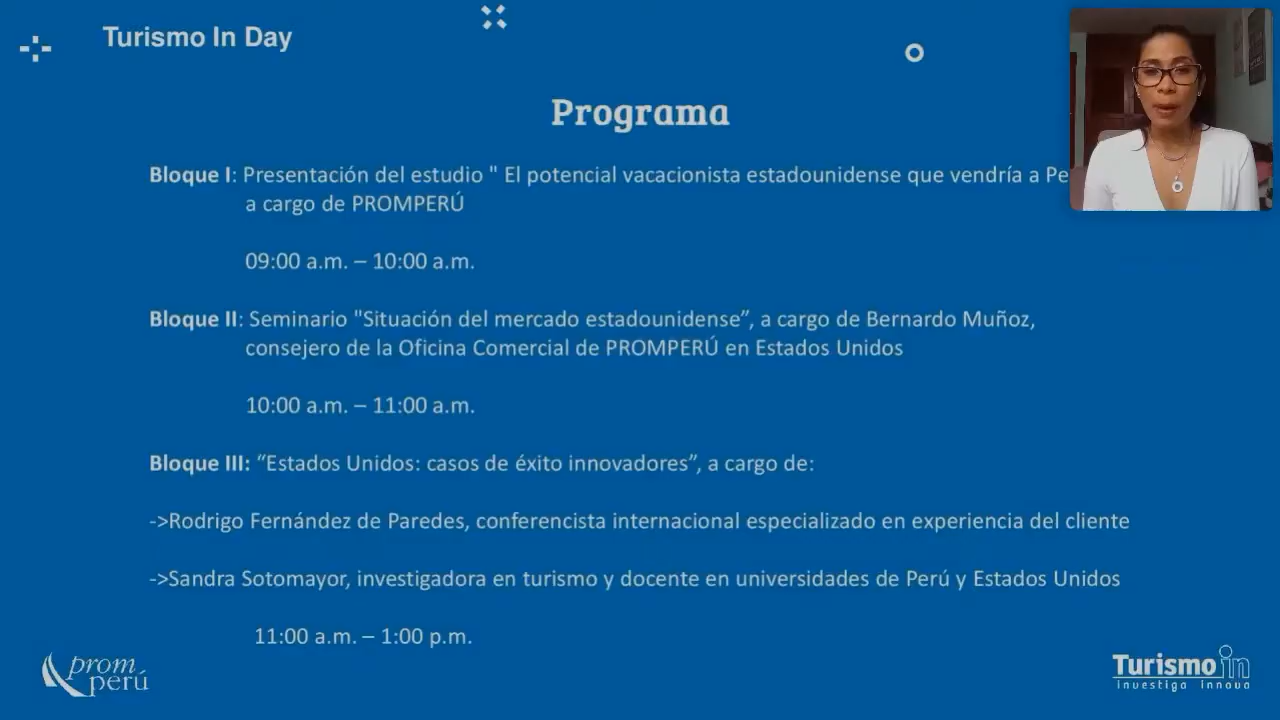 Turismo In Day
Programa
Bloque I: Presentación del estudio " El potencial vacacionista estadounidense que vendría a Pe
a cargo de PROMPERÚ
09:00 a.m. – 10:00 a.m.
Bloque II: Seminario "Situación del mercado estadounidense”, a cargo de Bernardo Muñoz,
consejero de la Oficina Comercial de PROMPERÚ en Estados Unidos
10:00 a.m. – 11:00 a.m.
Bloque III: “Estados Unidos: casos de éxito innovadores”, a cargo de:
->Rodrigo Fernández de Paredes, conferencista internacional especializado en experiencia del cliente
->Sandra Sotomayor, investigadora en turismo y docente en universidades de Perú y Estados Unidos
11:00 a.m. – 1:00 p.m.
prom
perú
Turismo in
investiga innova